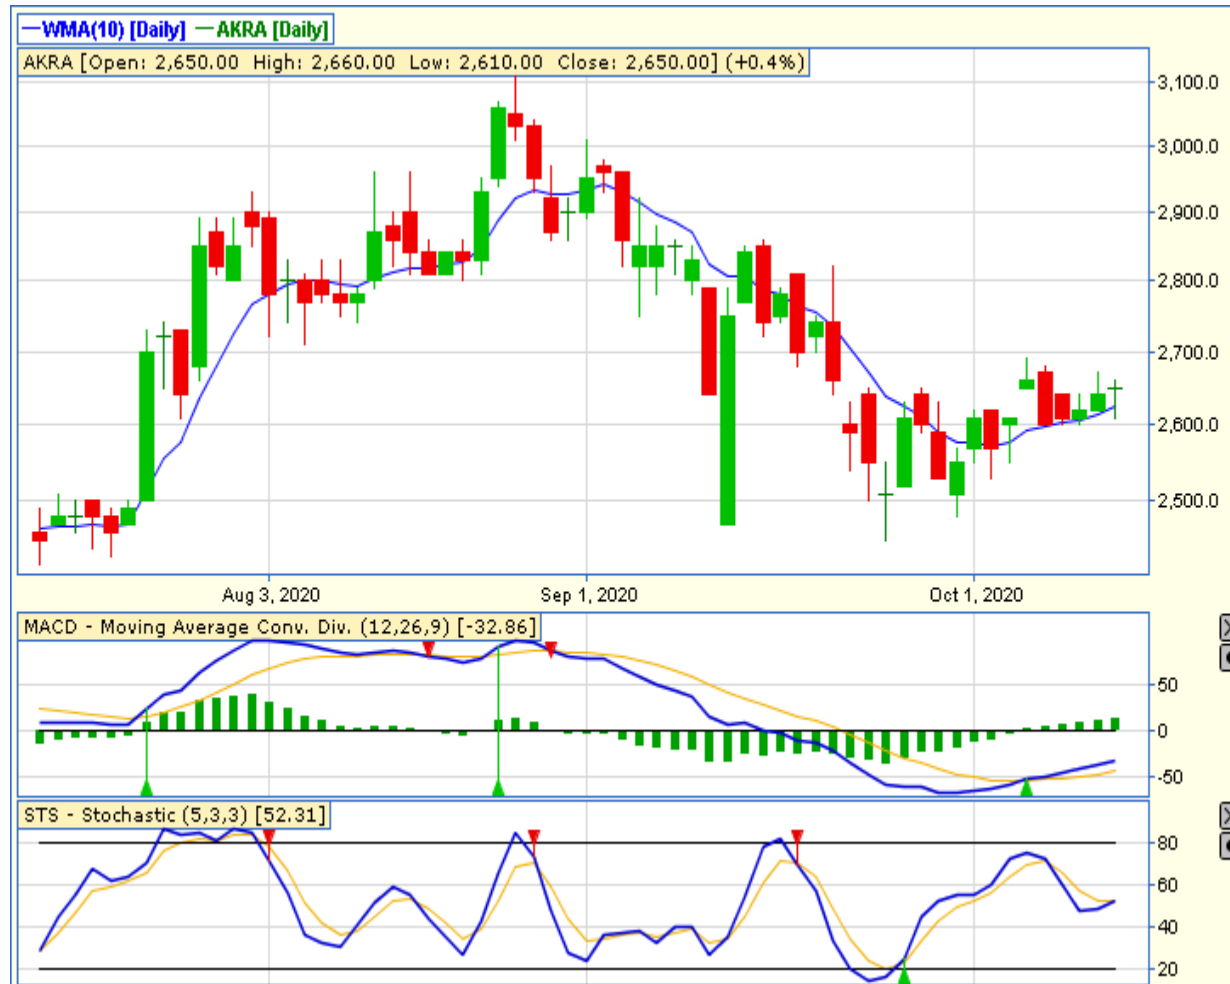 WMA(10) [Daily] AKRA [Daily]
AKRA [Open: 2,650.00 High: 2,660.00 Low: 2,610.00 Close: 2,650.00] (+0.4%)
3,100.0
3,000.0
2,900.0
2,800.0
2,700.0
2,600.0
2,500.0
Aug 3, 2020 Sep 1, 2020 Oct 1, 2020
MACD - Moving Average Conv. Div. (12,26,9) [-32.86]
50
0
-50
STS - Stochastic (5,3,3) [52.31]
80
60
40
20